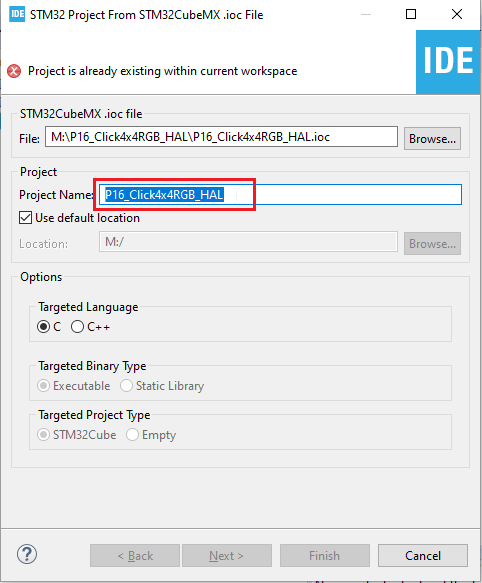 IDE STM32 Project From STM32CubeMX .ioc File
Project is already existing within current workspace
IDE
STM32CubeMX .ioc file
File: M:\P16_Click4x4RGB_HAL\P16_Click4x4RGB_HAL.ioc Browse...
Project
Project Name: P16_Click4x4RGB_HAL
Use default location
Location: M:/ Browse...
Options
Targeted Language
C C++
Targeted Binary Type
Executable Static Library
Targeted Project Type
STM32Cube Empty
? < Back Next > Finish Cancel